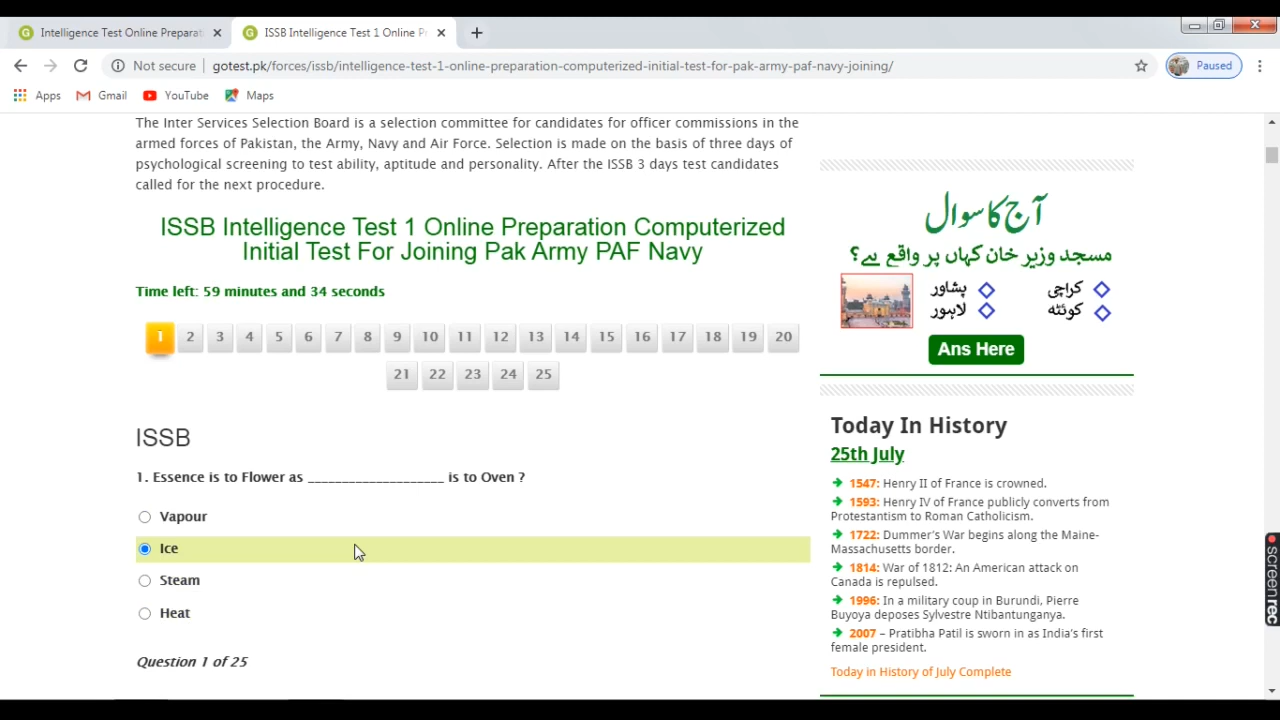 Intelligence Test Online Preparat
ISSB Intelligence Test 1 Online Pr
Not secure
gotest.pk/forces/issb/intelligence-test-1-online-preparation-computerized-initial-test-for-pak-army-paf-navy-joining/
Paused
Apps
Gmail
YouTube
Maps
The Inter Services Selection Board is a selection committee for candidates for officer commissions in the
armed forces of Pakistan, the Army, Navy and Air Force. Selection is made on the basis of three days of
psychological screening to test ability, aptitude and personality. After the ISSB 3 days test candidates
called for the next procedure.
ISSB Intelligence Test 1 Online Preparation Computerized
Initial Test For Joining Pak Army PAF Navy
Time left: 59 minutes and 34 seconds
1 2 3 4 5 6 7 8 9 10 11 12 13 14 15 16 17 18 19 20
21 22 23 24 25
ISSB
1. Essence is to Flower as ____________________ is to Oven ?
Vapour
Ice
Steam
Heat
Question 1 of 25
آج کا سوال
مسجد وزیر خان کہاں پر واقع ہے؟
کراچی
پشاور
کوئٹہ
لاہور
Ans Here
Today In History
25th July
1547: Henry II of France is crowned.
1593: Henry IV of France publicly converts from
Protestantism to Roman Catholicism.
1722: Dummer's War begins along the Maine-
Massachusetts border.
1814: War of 1812: An American attack on
Canada is repulsed.
1996: In a military coup in Burundi, Pierre
Buyoya deposes Sylvestre Ntibantunganya.
2007 – Pratibha Patil is sworn in as India's first
female president.
Today in History of July Complete
screenrec